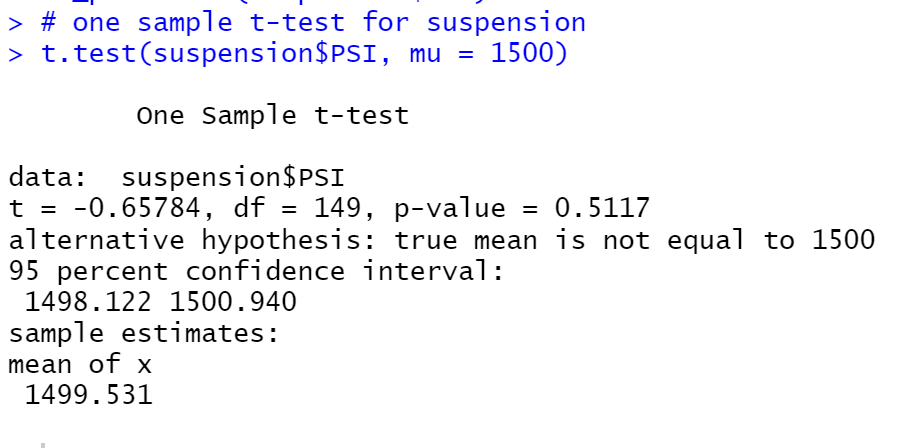 > # one sample t-test for suspension
> t.test(suspension$PSI, mu = 1500)
One Sample t-test
data:  suspension$PSI
t = -0.65784, df = 149, p-value = 0.5117
alternative hypothesis: true mean is not equal to 1500
95 percent confidence interval:
1498.122 1500.940
sample estimates:
mean of x
1499.531